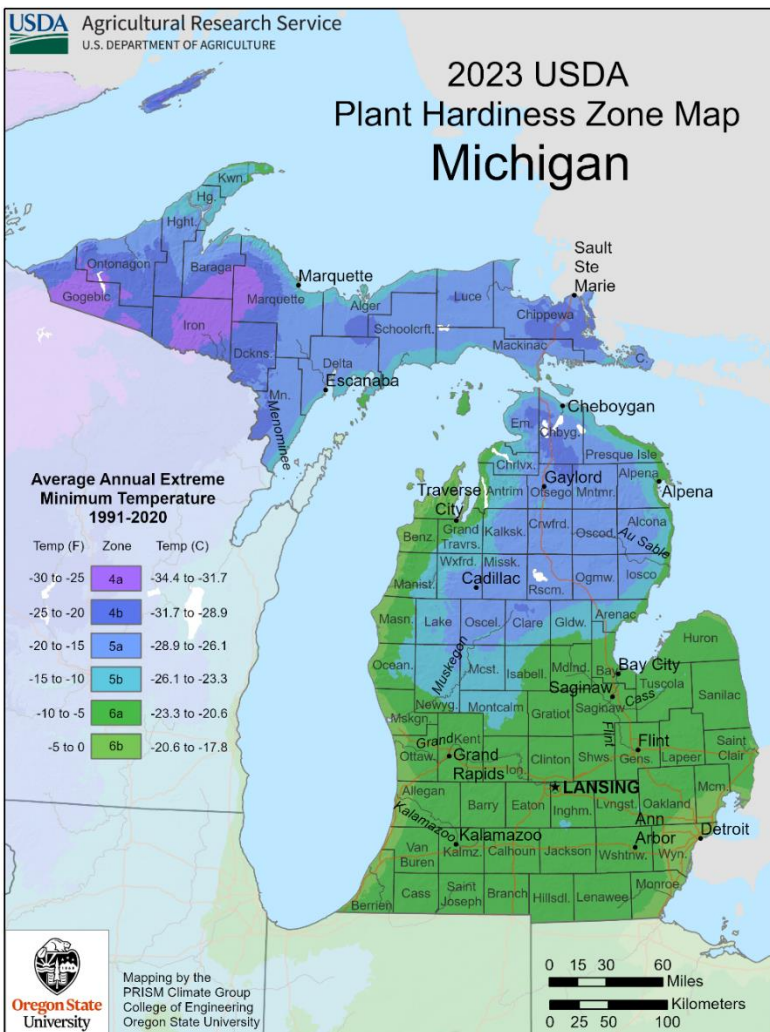 USDA
Agricultural Research Service
U.S. DEPARTMENT OF AGRICULTURE
2023 USDA
Plant Hardiness Zone Map
Michigan
Kwn.
Hg.
Hght.
Ontonagon
Baraga
Gogebic
Marquette
Marquette
Iron
Alger
Luce
Sault
Ste
Marie
Chippewa
Schoolcrft.
Mackinac
C.
Dckns.
Delta
Escanaba
Mn.
Menominee
Cheboygan
Em.
Chbyg.
Presque Isle
Chrlvx.
Antrim
Otsego
Gaylord
Mntmr.
Alpena
Alpena
Traverse
City
Benz.
Grand
Travrs.
Kalksk.
Crwfrd.
Oscod.
Alcona
Au Sable
Manist.
Wxfrd.
Missk.
Cadillac
Rscm.
Ogmw.
Iosco
Masn.
Lake
Oscel.
Clare
Gldw.
Arenac
Huron
Ocean.
Muskegon
Mcst.
Isabell.
Mdlnd.
Bay
Bay City
Newyg.
Montcalm
Gratiot
Saginaw
Saginaw
Cass
Tuscola
Sanilac
Mskgn.
Grand
Kent
Ottaw.
Grand
Rapids
Ion.
Clinton
Shws.
Flint
Flint
Gens.
Lapeer
Saint
Clair
Allegan
Barry
Eaton
LANSING
Inghm.
Lvngst.
Oakland
Mcm.
Kalamazoo
Kalamazoo
Van
Buren
Kalmz.
Calhoun
Jackson
Ann
Arbor
Wshtnw.
Wyn.
Detroit
Berrien
Cass
Saint
Joseph
Branch
Hillsdl.
Lenawee
Monroe
Average Annual Extreme
Minimum Temperature
1991-2020
Temp (F) Zone Temp (C)
-30 to -25 4a -34.4 to -31.7
-25 to -20 4b -31.7 to -28.9
-20 to -15 5a -28.9 to -26.1
-15 to -10 5b -26.1 to -23.3
-10 to -5 6a -23.3 to -20.6
-5 to 0 6b -20.6 to -17.8
Oregon State
University
Mapping by the
PRISM Climate Group
College of Engineering
Oregon State University
0 15 30 60
Miles
Kilometers
0 25 50 100